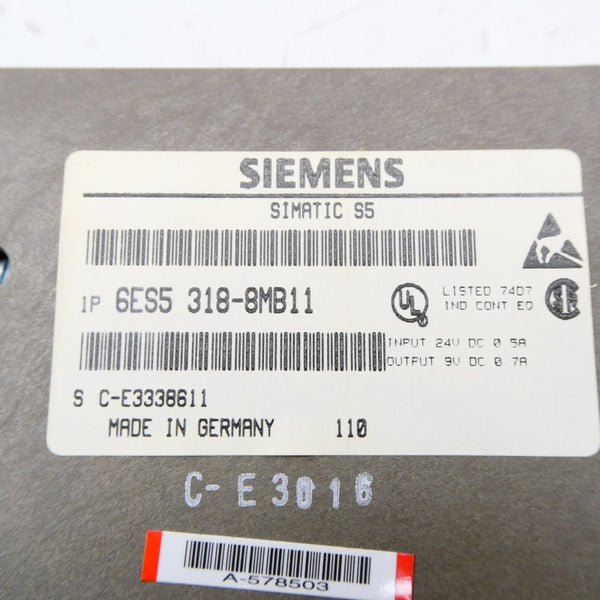 SIEMENS
SIMATIC S5
1P 6ES5 318-8MB11
UL
LISTED 74D7
IND CONT EQ
INPUT 24V DC 0.5A
OUTPUT 9V DC 0.7A
S C-E3338611
MADE IN GERMANY 110
C-E3016
A-578503